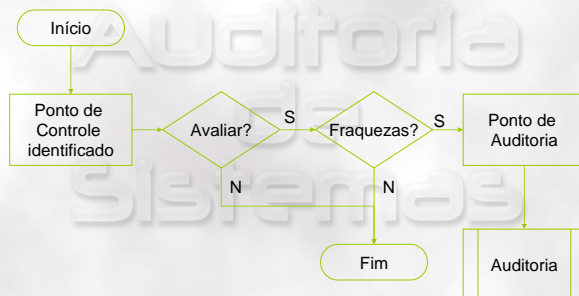 Auditoria
de
Sistemas
Início
Ponto de
Controle
identificado
Avaliar?
S
Fraquezas?
S
Ponto de
Auditoria
N
N
Fim
Auditoria